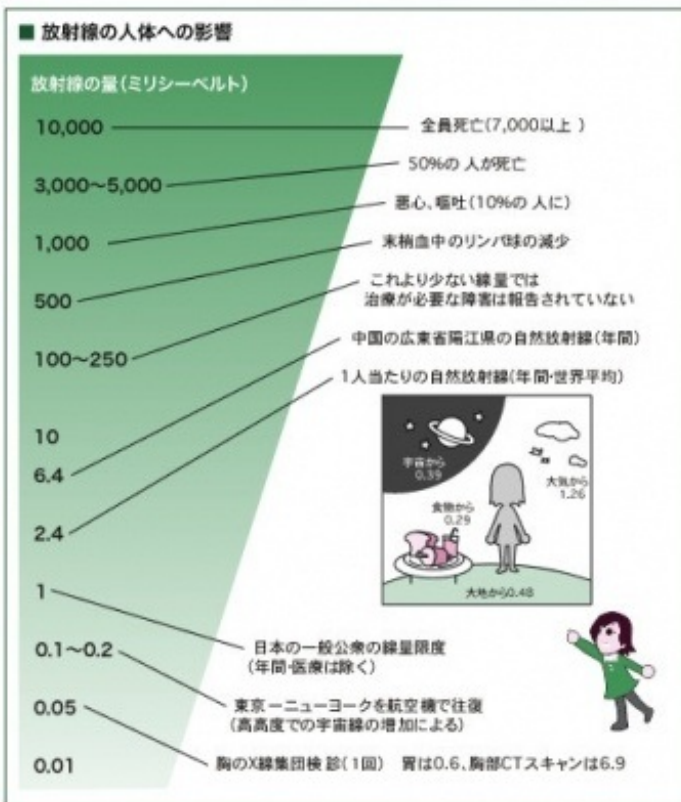 ■ 放射線の人体への影響
放射線の量(ミリシーベルト)
10,000
全員死亡(7,000以上 )
3,000〜5,000
50%の 人が死亡
1,000
悪心、嘔吐(10%の 人に)
500
末梢血中のリンパ球の減少
100〜250
これより少ない線量では
治療が必要な障害は報告されていない
10
6.4
中国の広東省陽江県の自然放射線(年間)
2.4
1人当たりの自然放射線(年間・世界平均)
宇宙から
0.39
大気から
1.26
食物から
0.29
大地から0.48
1
日本の一般公衆の線量限度
(年間・医療は除く)
0.1〜0.2
東京ーニューヨークを航空機で往復
(高高度での宇宙線の増加による)
0.05
胸のX線集団検 診(1回) 胃は0.6、胸部CTスキャンは6.9
0.01